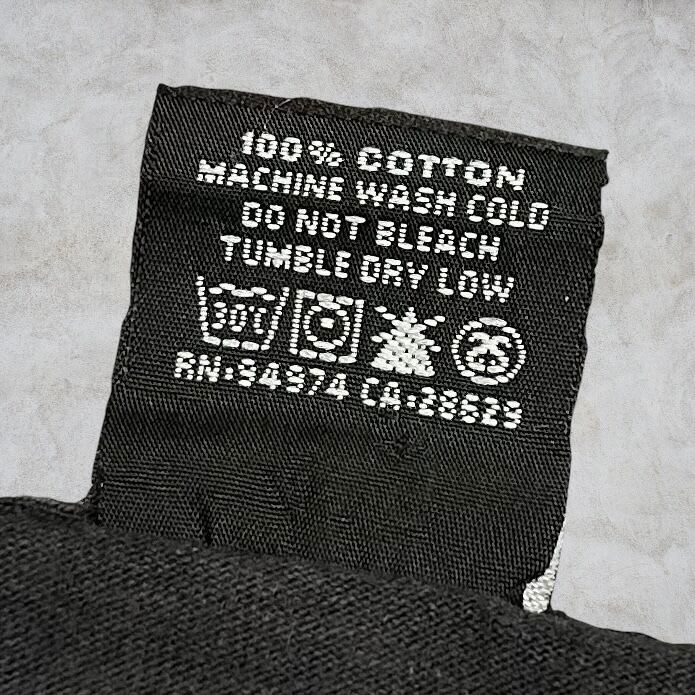 100% COTTON
MACHINE WASH COLD
DO NOT BLEACH
TUMBLE DRY LOW
30°C
RN:94974 CA:28629